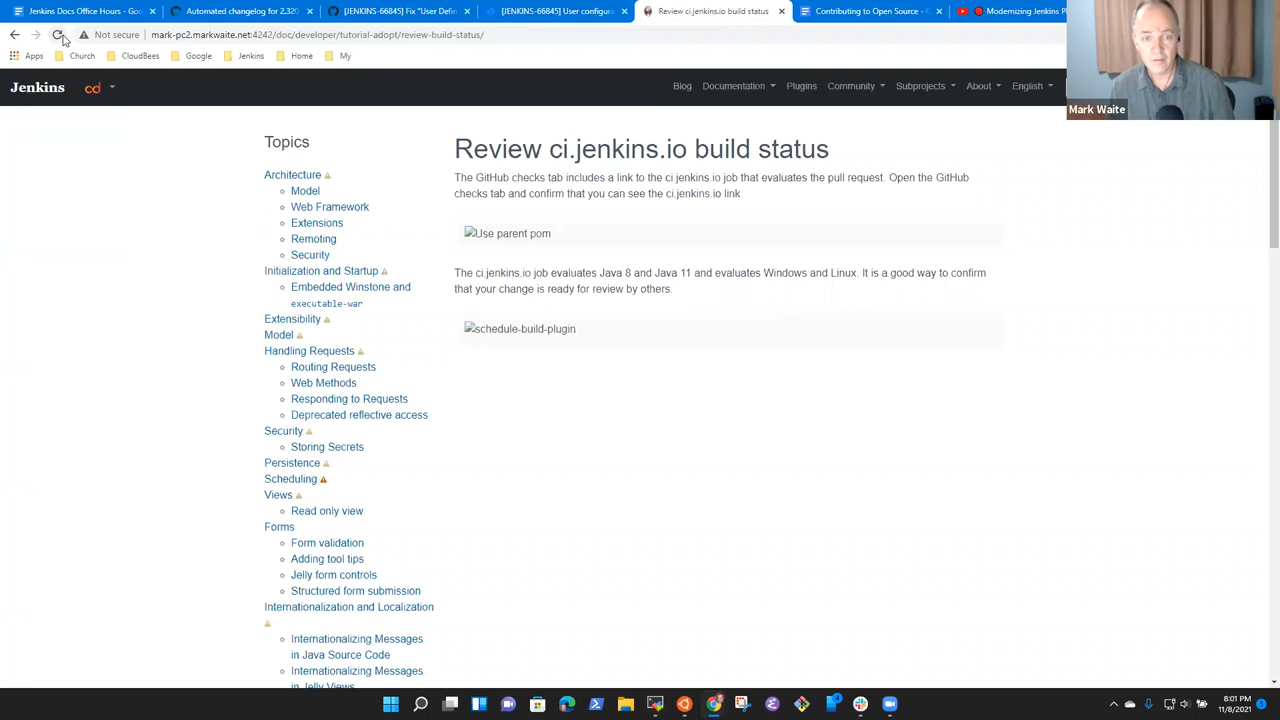 Jenkins Docs Office Hours - Goo
Automated changelog for 2.320
[JENKINS-66845] Fix "User Defin
[JENKINS-66845] User configura
Review ci.jenkins.io build status
Contributing to Open Source - C
Modernizing Jenkins Pl
Not secure
mark-pc2.markwaite.net:4242/doc/developer/tutorial-adopt/review-build-status/
Apps
Church
CloudBees
Google
Jenkins
Home
My
Jenkins
cd
Blog
Documentation
Plugins
Community
Subprojects
About
English
Mark Waite
Topics
Architecture
Model
Web Framework
Extensions
Remoting
Security
Initialization and Startup
Embedded Winstone and
executable-war
Extensibility
Model
Handling Requests
Routing Requests
Web Methods
Responding to Requests
Deprecated reflective access
Security
Storing Secrets
Persistence
Scheduling
Views
Read only view
Forms
Form validation
Adding tool tips
Jelly form controls
Structured form submission
Internationalization and Localization
Internationalizing Messages
in Java Source Code
Internationalizing Messages
in Jelly Views
Review ci.jenkins.io build status
The GitHub checks tab includes a link to the ci.jenkins.io job that evaluates the pull request. Open the GitHub
checks tab and confirm that you can see the ci.jenkins.io link
Use parent pom
The ci.jenkins.io job evaluates Java 8 and Java 11 and evaluates Windows and Linux. It is a good way to confirm
that your change is ready for review by others.
schedule-build-plugin
8:01 PM
11/8/2021